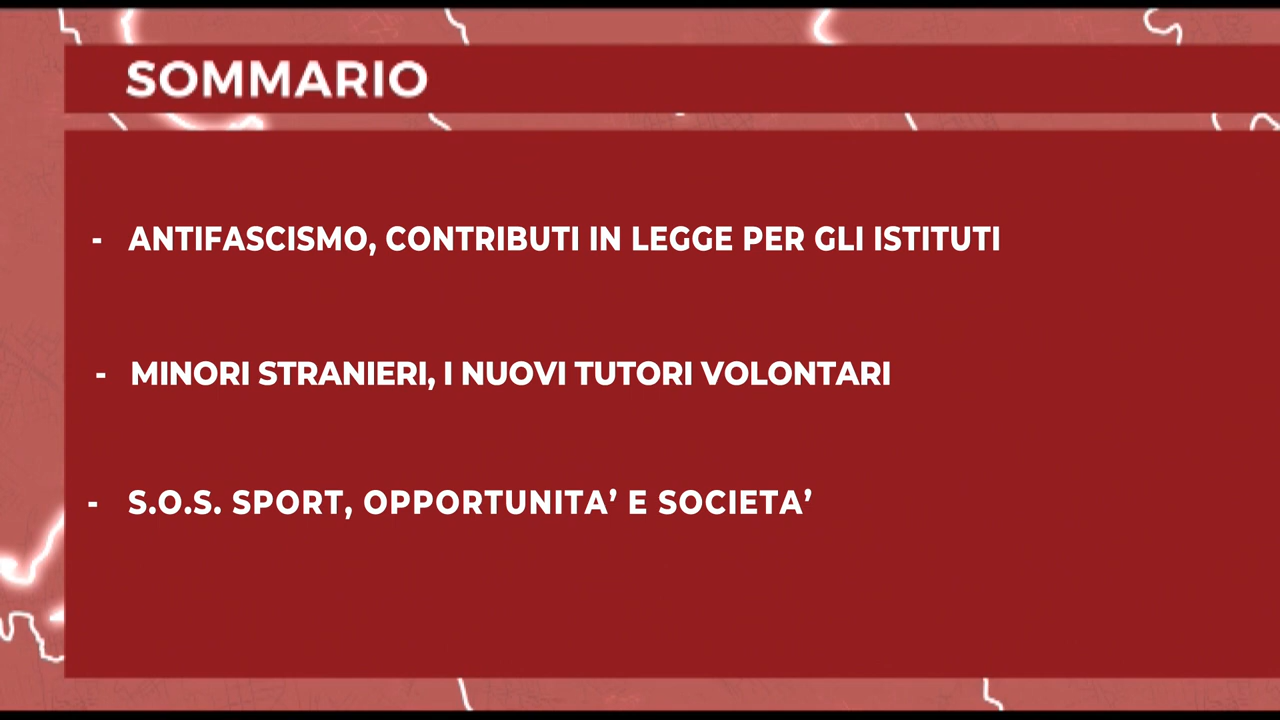 SOMMARIO
- ANTIFASCISMO, CONTRIBUTI IN LEGGE PER GLI ISTITUTI
- MINORI STRANIERI, I NUOVI TUTORI VOLONTARI
- S.O.S. SPORT, OPPORTUNITA’ E SOCIETA’